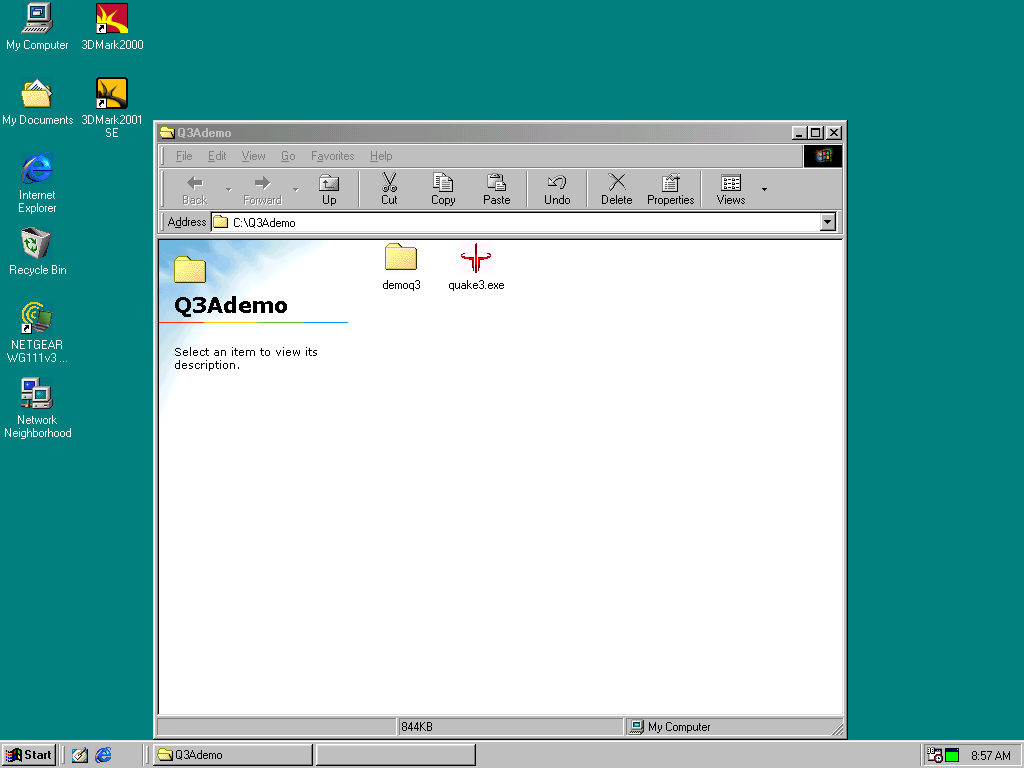 My Computer
3DMark2000
My Documents
3DMark2001
SE
Internet
Explorer
Recycle Bin
NETGEAR
WG111v3 ...
Network
Neighborhood
Q3Ademo
File Edit View Go Favorites Help
Back Forward Up Cut Copy Paste Undo Delete Properties Views
Address C:\Q3Ademo
demoq3
quake3.exe
Q3Ademo
Select an item to view its
description.
844KB
My Computer
Start
Q3Ademo
8:57 AM